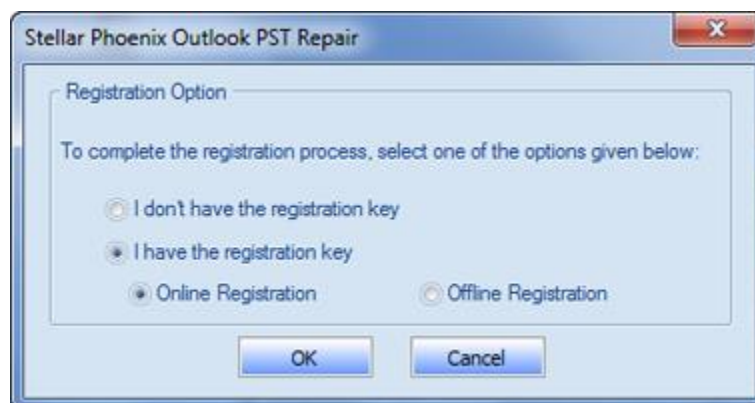 Stellar Phoenix Outlook PST Repair
Registration Option
To complete the registration process, select one of the options given below:
I don't have the registration key
I have the registration key
Online Registration Offline Registration
OK Cancel